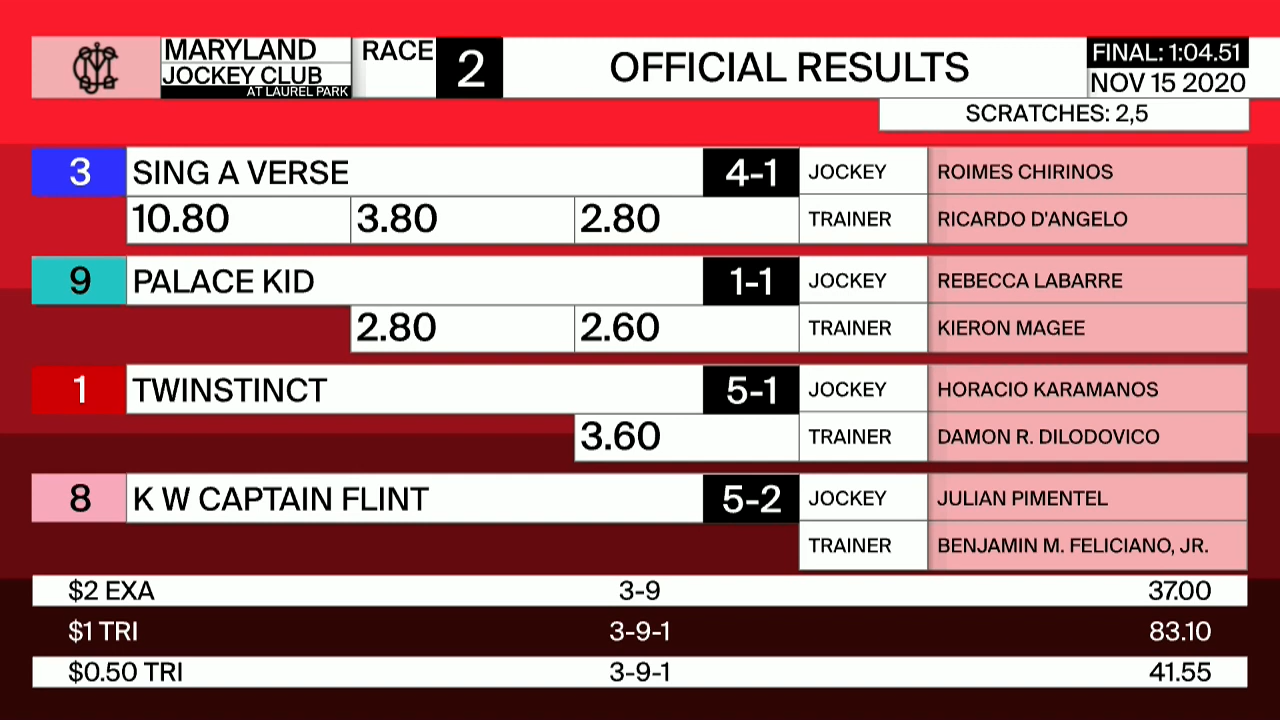 MARYLAND
JOCKEY CLUB
AT LAUREL PARK
RACE 2
OFFICIAL RESULTS
FINAL: 1:04.51
NOV 15 2020
SCRATCHES: 2,5
3 SING A VERSE 4-1 JOCKEY ROIMES CHIRINOS
10.80 3.80 2.80 TRAINER RICARDO D'ANGELO
9 PALACE KID 1-1 JOCKEY REBECCA LABARRE
2.80 2.60 TRAINER KIERON MAGEE
1 TWINSTINCT 5-1 JOCKEY HORACIO KARAMANOS
3.60 TRAINER DAMON R. DILODOVICO
8 K W CAPTAIN FLINT 5-2 JOCKEY JULIAN PIMENTEL
TRAINER BENJAMIN M. FELICIANO, JR.
$2 EXA 3-9 37.00
$1 TRI 3-9-1 83.10
$0.50 TRI 3-9-1 41.55